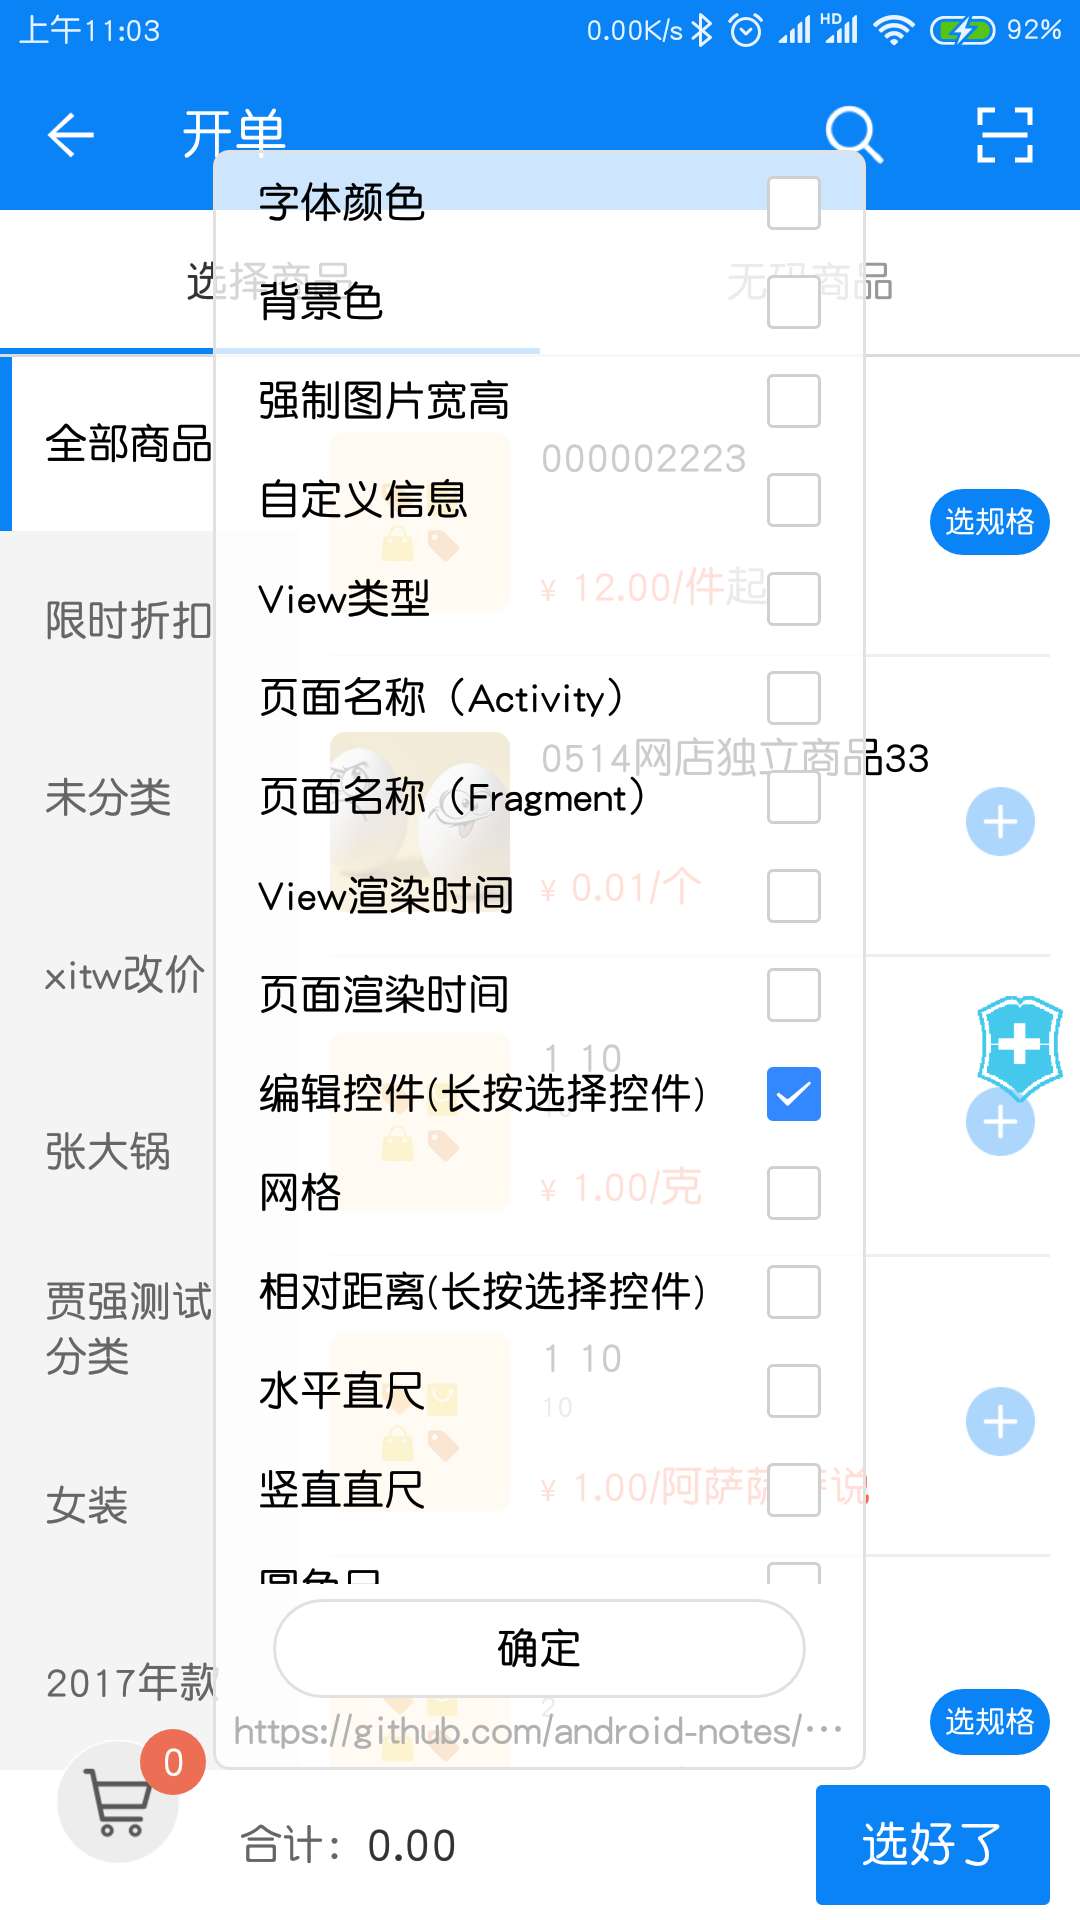 上午11:03
0.00K/s
HD
92%
开单
字体颜色
选择商品
无码商品
背景色
强制图片宽高
全部商品
000002223
自定义信息
选规格
View类型
¥ 12.00/件起
限时折扣
页面名称（Activity）
0514网店独立商品33
未分类
页面名称（Fragment）
View渲染时间
¥ 0.01/个
xitw改价
页面渲染时间
1 10
编辑控件(长按选择控件)
张大锅
网格
¥ 1.00/克
贾强测试
分类
相对距离(长按选择控件)
1 10
水平直尺
10
竖直直尺
¥ 1.00/阿萨
说
女装
确定
2017年款
2
选规格
https://github.com/android-notes/···
0
合计：0.00
选好了